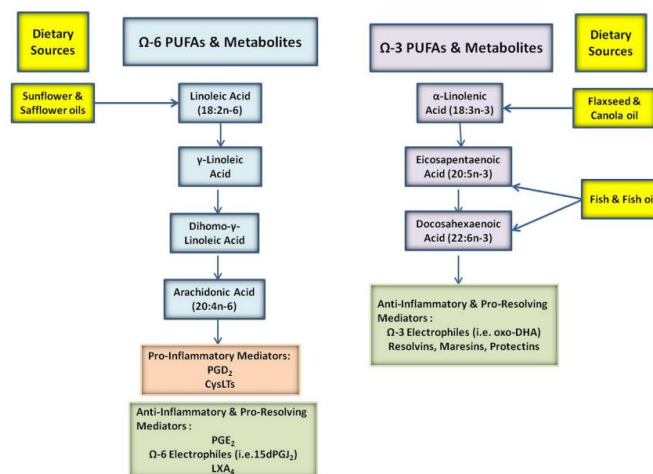 Dietary
Sources
Ω-6 PUFAs & Metabolites
Sunflower &
Safflower oils
Linoleic Acid
(18:2n-6)
γ-Linoleic
Acid
Dihomo-γ-
Linoleic Acid
Arachidonic Acid
(20:4n-6)
Pro-Inflammatory Mediators:
PGD₂
CysLTs
Anti-Inflammatory & Pro-Resolving
Mediators :
PGE₂
Ω-6 Electrophiles (i.e.15dPGJ₂)
LXA₄
Ω-3 PUFAs & Metabolites
Dietary
Sources
α-Linolenic
Acid (18:3n-3)
Flaxseed &
Canola oil
Eicosapentaenoic
Acid (20:5n-3)
Fish & Fish oil
Docosahexaenoic
Acid (22:6n-3)
Anti-Inflammatory & Pro-Resolving
Mediators :
Ω-3 Electrophiles (i.e. oxo-DHA)
Resolvins, Maresins, Protectins